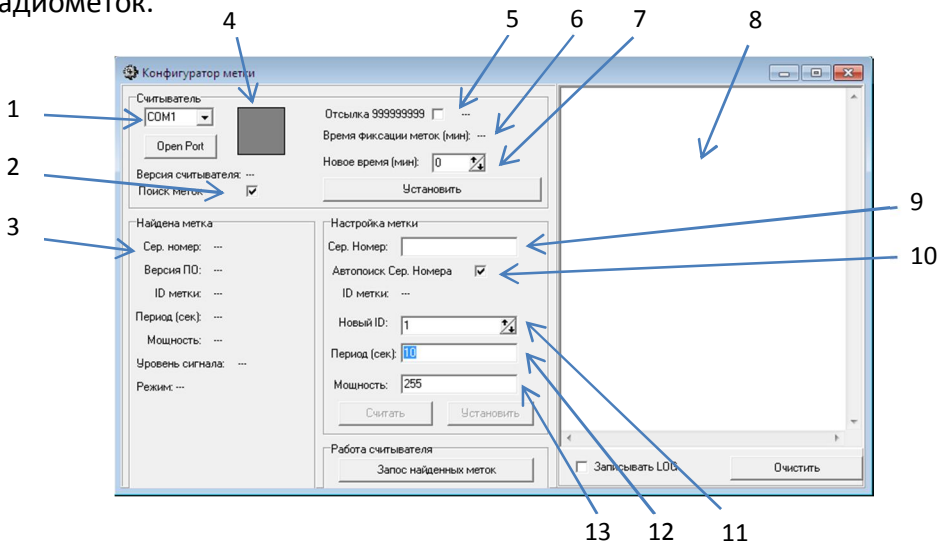 адиометок.
4 5 6 7 8
Конфигуратор метки
1
Считыватель
COM1
Open Port
Отсылка 999999999 ---
Время фиксации меток (мин): ---
Новое время (мин): 0
Версия считывателя: ---
2
Поиск меток
Установить
3
Найдена метка
Сер. номер: ---
Версия ПО: ---
ID метки: ---
Период (сек): ---
Мощность: ---
Уровень сигнала: ---
Режим: ---
Настройка метки
Сер. Номер:
9
Автопоиск Сер. Номера
10
ID метки: ---
Новый ID: 1
Период (сек): 10
Мощность: 255
Считать Установить
Работа считывателя
Запос найденных меток
Записывать LOG
Очистить
13 12 11